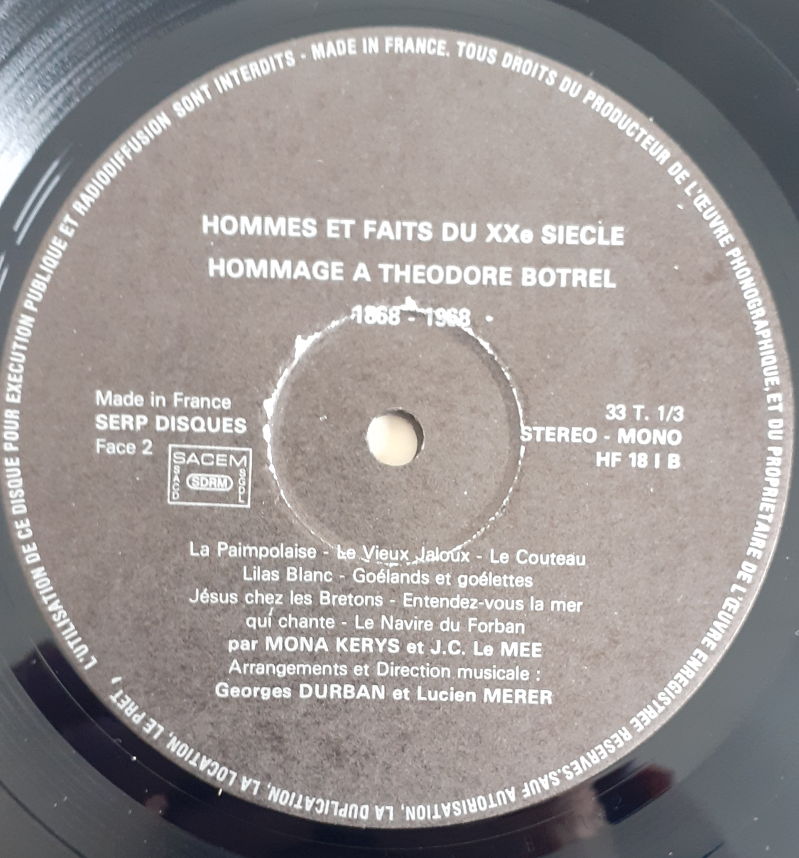 MADE IN FRANCE. TOUS DROITS DU PRODUCTEUR DE L'ŒUVRE PHONOGRAPHIQUE, ET DU PROPRIETAIRE DE L'ŒUVRE ENREGISTREE RESERVES. SAUF AUTORISATION, LA DUPLICATION, LA LOCATION, LE PRET, L'UTILISATION DE CE DISQUE POUR EXECUTION PUBLIQUE ET RADIODIFFUSION SONT INTERDITS -
HOMMES ET FAITS DU XXe SIECLE
HOMMAGE A THEODORE BOTREL
1868 - 1968
Made in France
SERP DISQUES
Face 2
SACEM
SACD
SDRM
SGDL
33 T. 1/3
STEREO - MONO
HF 18 I B
La Paimpolaise - Le Vieux Jaloux - Le Couteau
Lilas Blanc - Goélands et goélettes
Jésus chez les Bretons - Entendez-vous la mer
qui chante - Le Navire du Forban
par MONA KERYS et J.C. Le MEE
Arrangements et Direction musicale :
Georges DURBAN et Lucien MERER